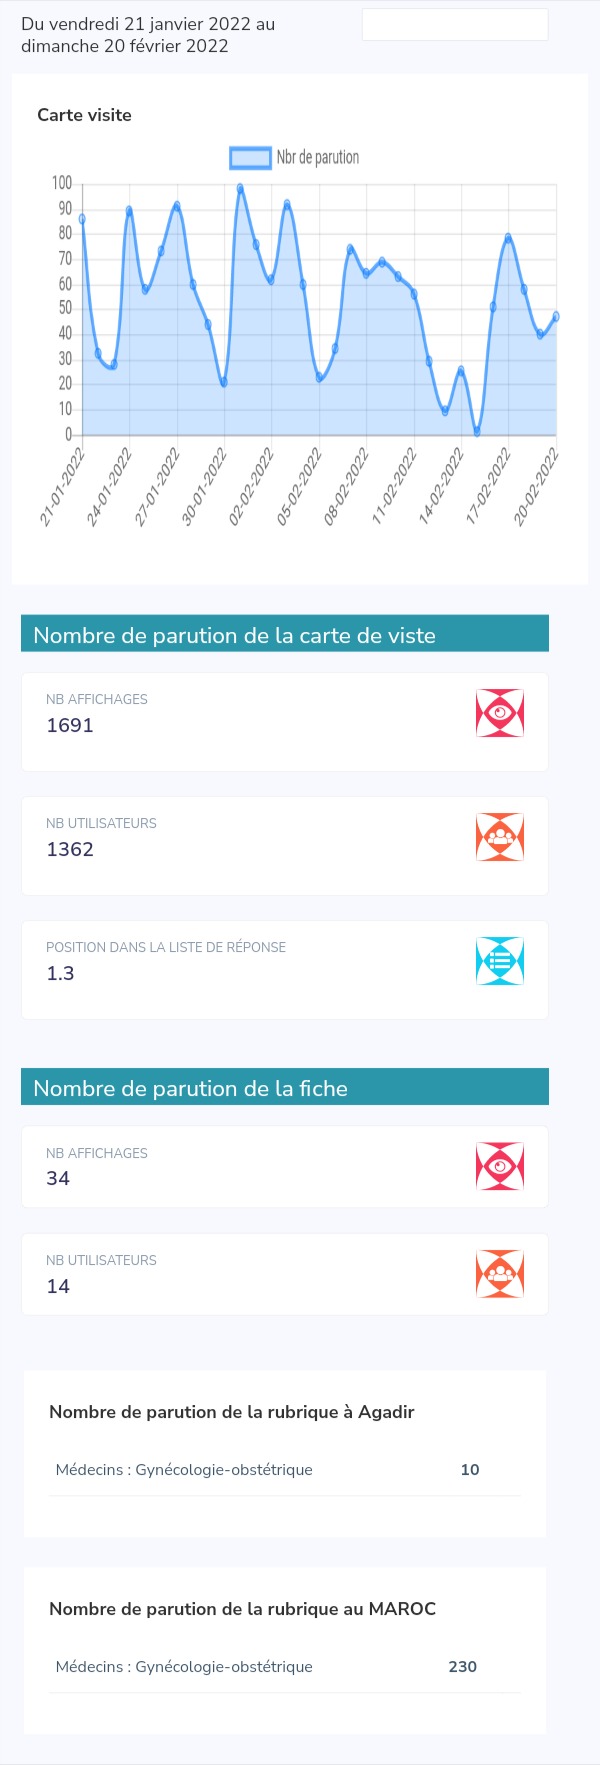 Du vendredi 21 janvier 2022 au
dimanche 20 février 2022
Carte visite
Nbr de parution
100
90
80
70
60
50
40
30
20
10
0
21-01-2022
24-01-2022
27-01-2022
30-01-2022
02-02-2022
05-02-2022
08-02-2022
11-02-2022
14-02-2022
17-02-2022
20-02-2022
Nombre de parution de la carte de viste
NB AFFICHAGES
1691
NB UTILISATEURS
1362
POSITION DANS LA LISTE DE RÉPONSE
1.3
Nombre de parution de la fiche
NB AFFICHAGES
34
NB UTILISATEURS
14
Nombre de parution de la rubrique à Agadir
Médecins : Gynécologie-obstétrique 10
Nombre de parution de la rubrique au MAROC
Médecins : Gynécologie-obstétrique 230